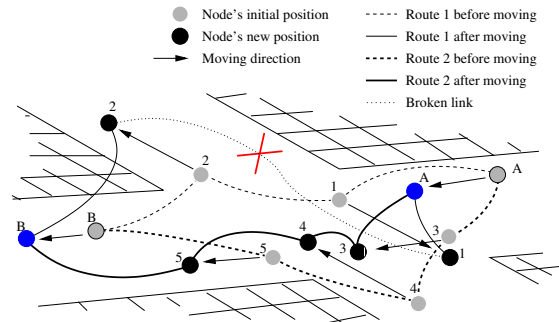 Node's initial position
Node's new position
Moving direction
Route 1 before moving
Route 1 after moving
Route 2 before moving
Route 2 after moving
Broken link
2
2
A
A
1
B
B
4
3
3
1
5
5
4